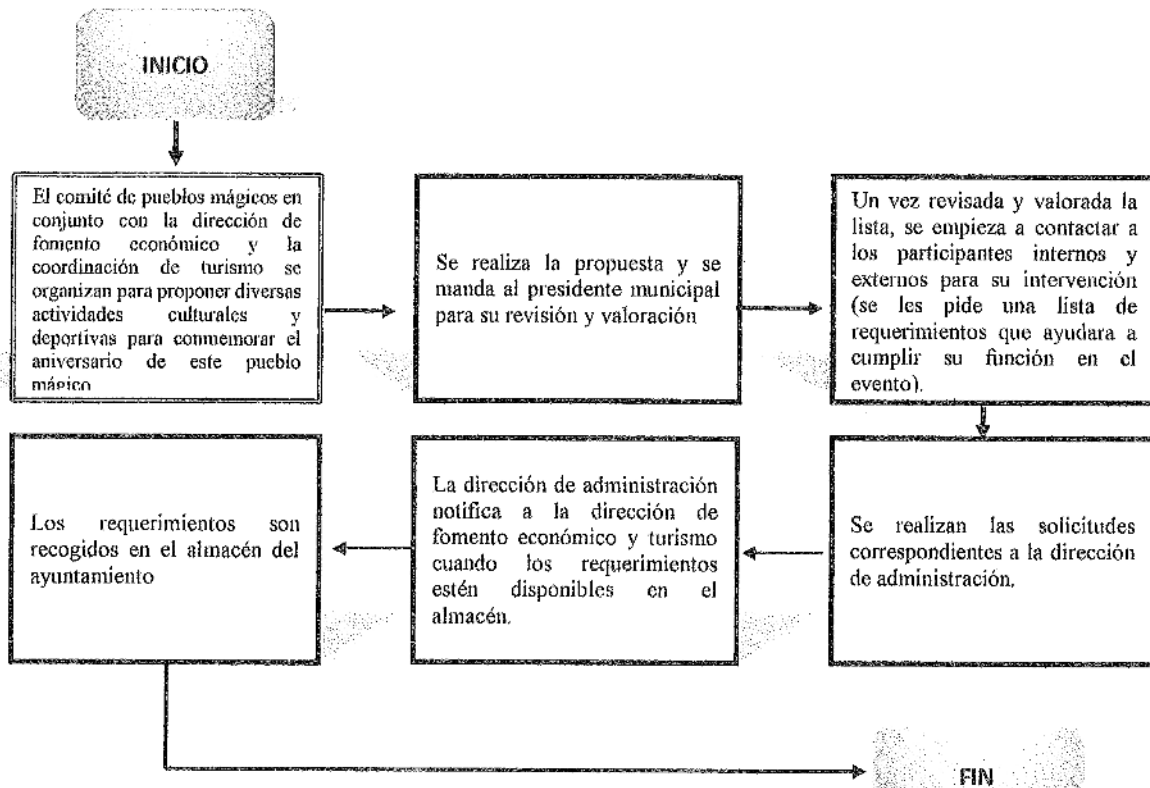 INICIO
El comité de pueblos mágicos en
conjunto con la dirección de
fomento económico y la
coordinación de turismo se
organizan para proponer diversas
actividades culturales y
deportivas para conmemorar el
aniversario de este pueblo
mágico
Se realiza la propuesta y se
manda al presidente municipal
para su revisión y valoración
Un vez revisada y valorada la
lista, se empieza a contactar a
los participantes internos y
externos para su intervención
(se les pide una lista de
requerimientos que ayudara a
cumplir su función en el
evento).
Se realizan las solicitudes
correspondientes a la dirección
de administración.
La dirección de administración
notifica a la dirección de
fomento económico y turismo
cuando los requerimientos
estén disponibles en el
almacén.
Los requerimientos son
recogidos en el almacén del
ayuntamiento
FIN